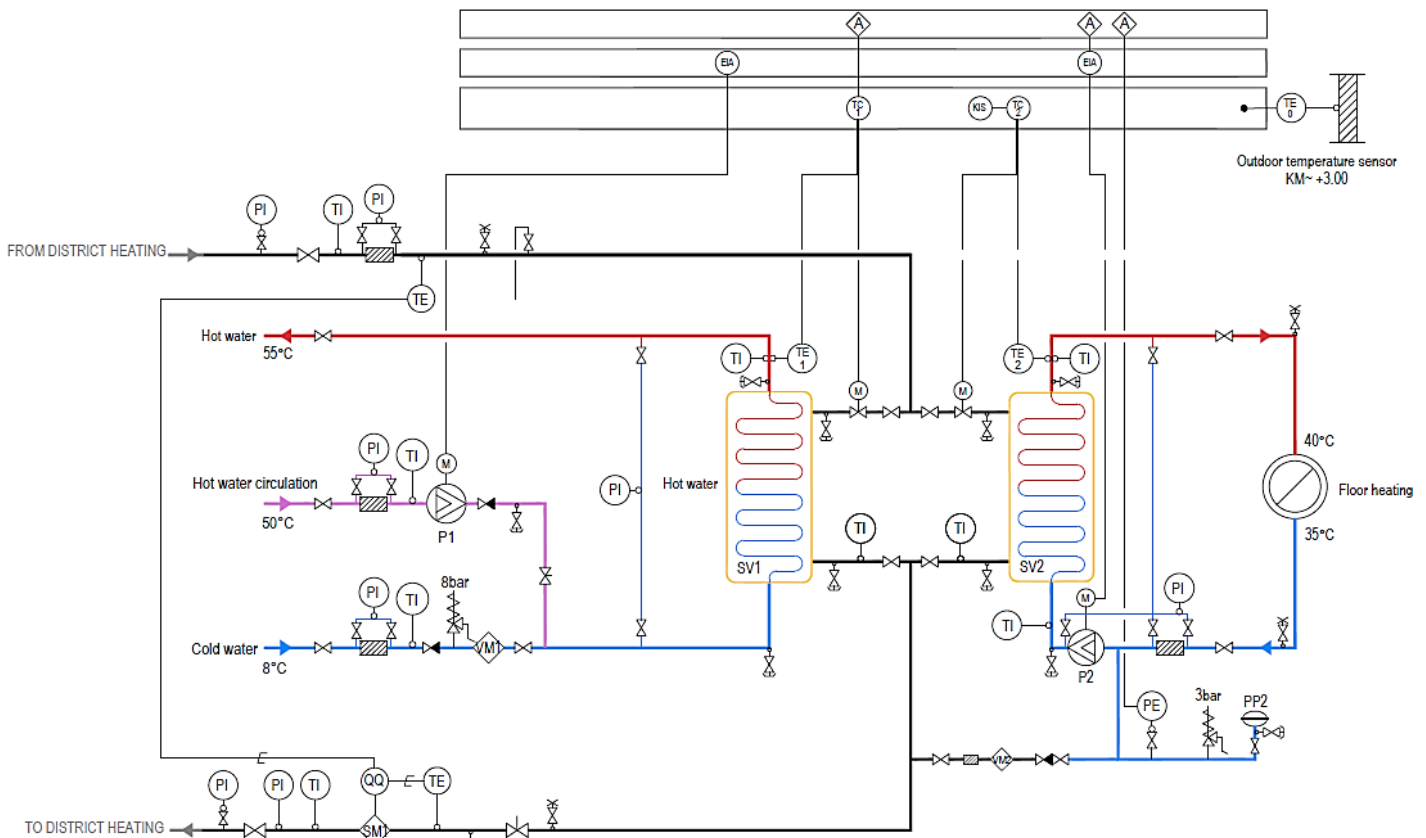 A
A
A
EIA
EIA
TC
1
KIS
TC
2
TE
0
Outdoor temperature sensor
KM~ +3.00
PI
TI
PI
FROM DISTRICT HEATING
TE
Hot water
55°C
TI
TE
1
TE
2
TI
M
M
40°C
PI
TI
M
Hot water circulation
50°C
P1
PI
Hot water
Floor heating
35°C
TI
TI
SV1
SV2
8bar
PI
TI
M
PI
TI
Cold water
8°C
VM1
P2
PE
3bar
PP2
VM2
PI
PI
TI
QQ
TE
TO DISTRICT HEATING
SM1